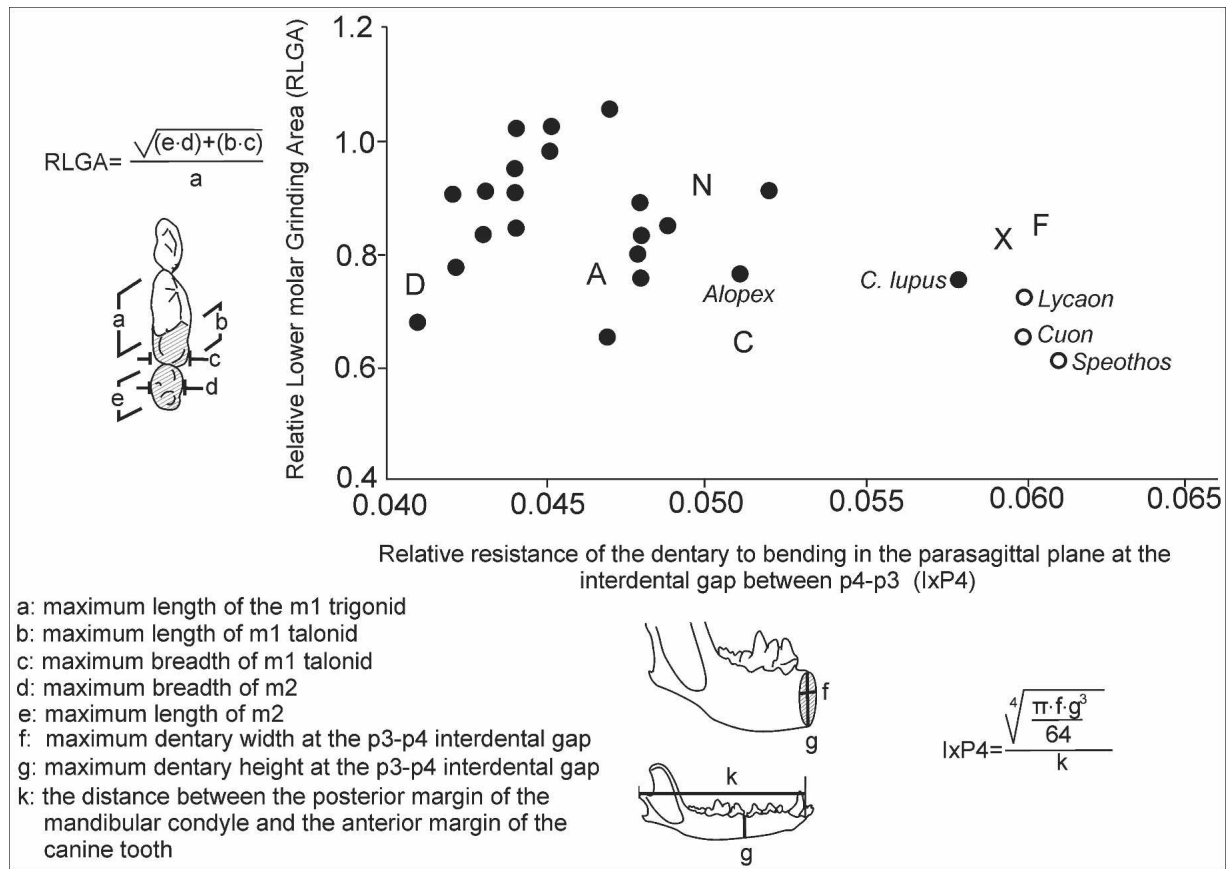 1.2
1.0
0.8
0.6
0.4
Relative Lower molar Grinding Area (RLGA)
RLGA= √(e·d)+(b·c)
a
a
b
c
d
e
D
A
N
C
X
F
Alopex
C. lupus
Lycaon
Cuon
Speothos
0.040 0.045 0.050 0.055 0.060 0.065
Relative resistance of the dentary to bending in the parasagittal plane at the
interdental gap between p4-p3 (IxP4)
a: maximum length of the m1 trigonid
b: maximum length of m1 talonid
c: maximum breadth of m1 talonid
d: maximum breadth of m2
e: maximum length of m2
f: maximum dentary width at the p3-p4 interdental gap
g: maximum dentary height at the p3-p4 interdental gap
k: the distance between the posterior margin of the
mandibular condyle and the anterior margin of the
canine tooth
f
g
k
g
4 π·f·g³
64
IxP4=
k